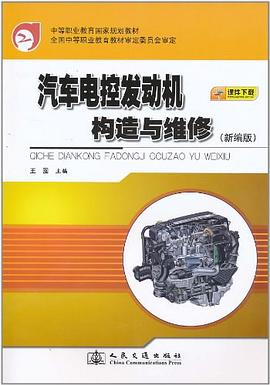 中等职业教育国家规划教材
全国中等职业教育教材审定委员会审定
汽车电控发动机
课件下载
构造与维修
(新编版)
QICHE DIANKONG FADONGJI GOUZAO YU WEIXIU
王囤 主编
人民交通出版社
China Communications Press